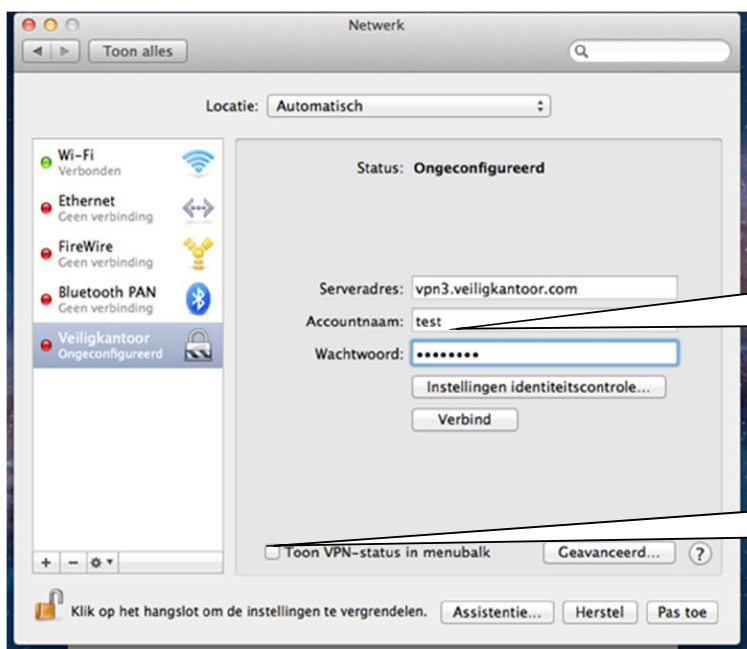 Netwerk
Toon alles
Locatie: Automatisch
Wi-Fi
Verbonden
Ethernet
Geen verbinding
FireWire
Geen verbinding
Bluetooth PAN
Geen verbinding
Veiligkantoor
Ongeconfigureerd
Status: Ongeconfigureerd
Serveradres: vpn3.veiligkantoor.com
Accountnaam: test
Wachtwoord: ••••••••
Instellingen identiteitscontrole...
Verbind
Toon VPN-status in menubalk
Geavanceerd...
?
+ −
Klik op het hangslot om de instellingen te vergrendelen.
Assistentie...
Herstel
Pas toe